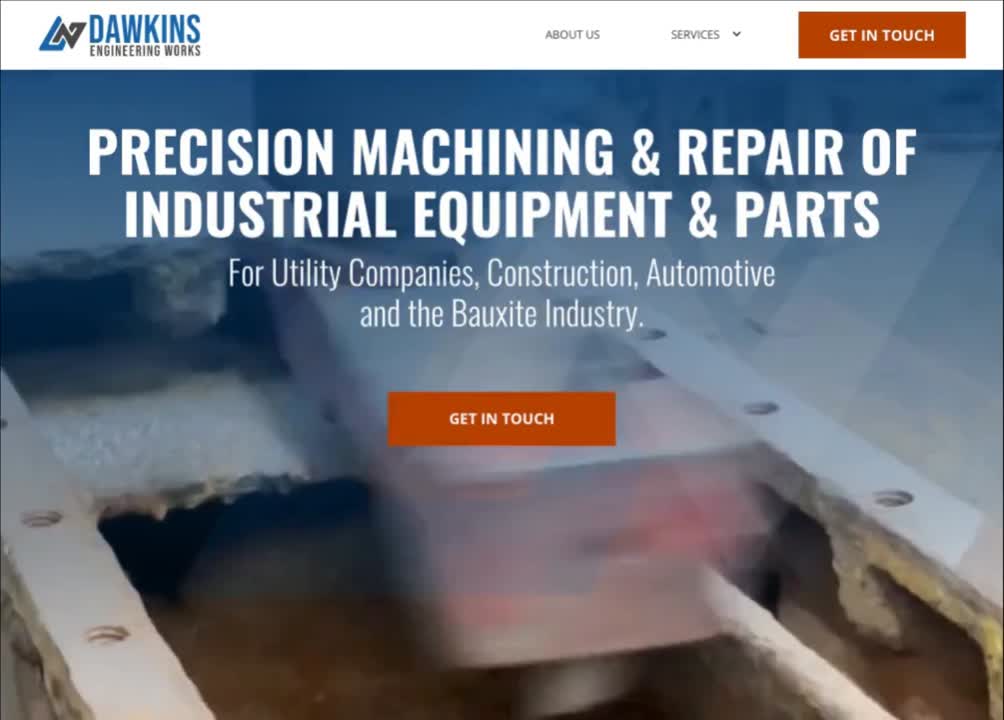 DAWKINS
ENGINEERING WORKS
ABOUT US
SERVICES
GET IN TOUCH
PRECISION MACHINING & REPAIR OF
INDUSTRIAL EQUIPMENT & PARTS
For Utility Companies, Construction, Automotive
and the Bauxite Industry.
GET IN TOUCH